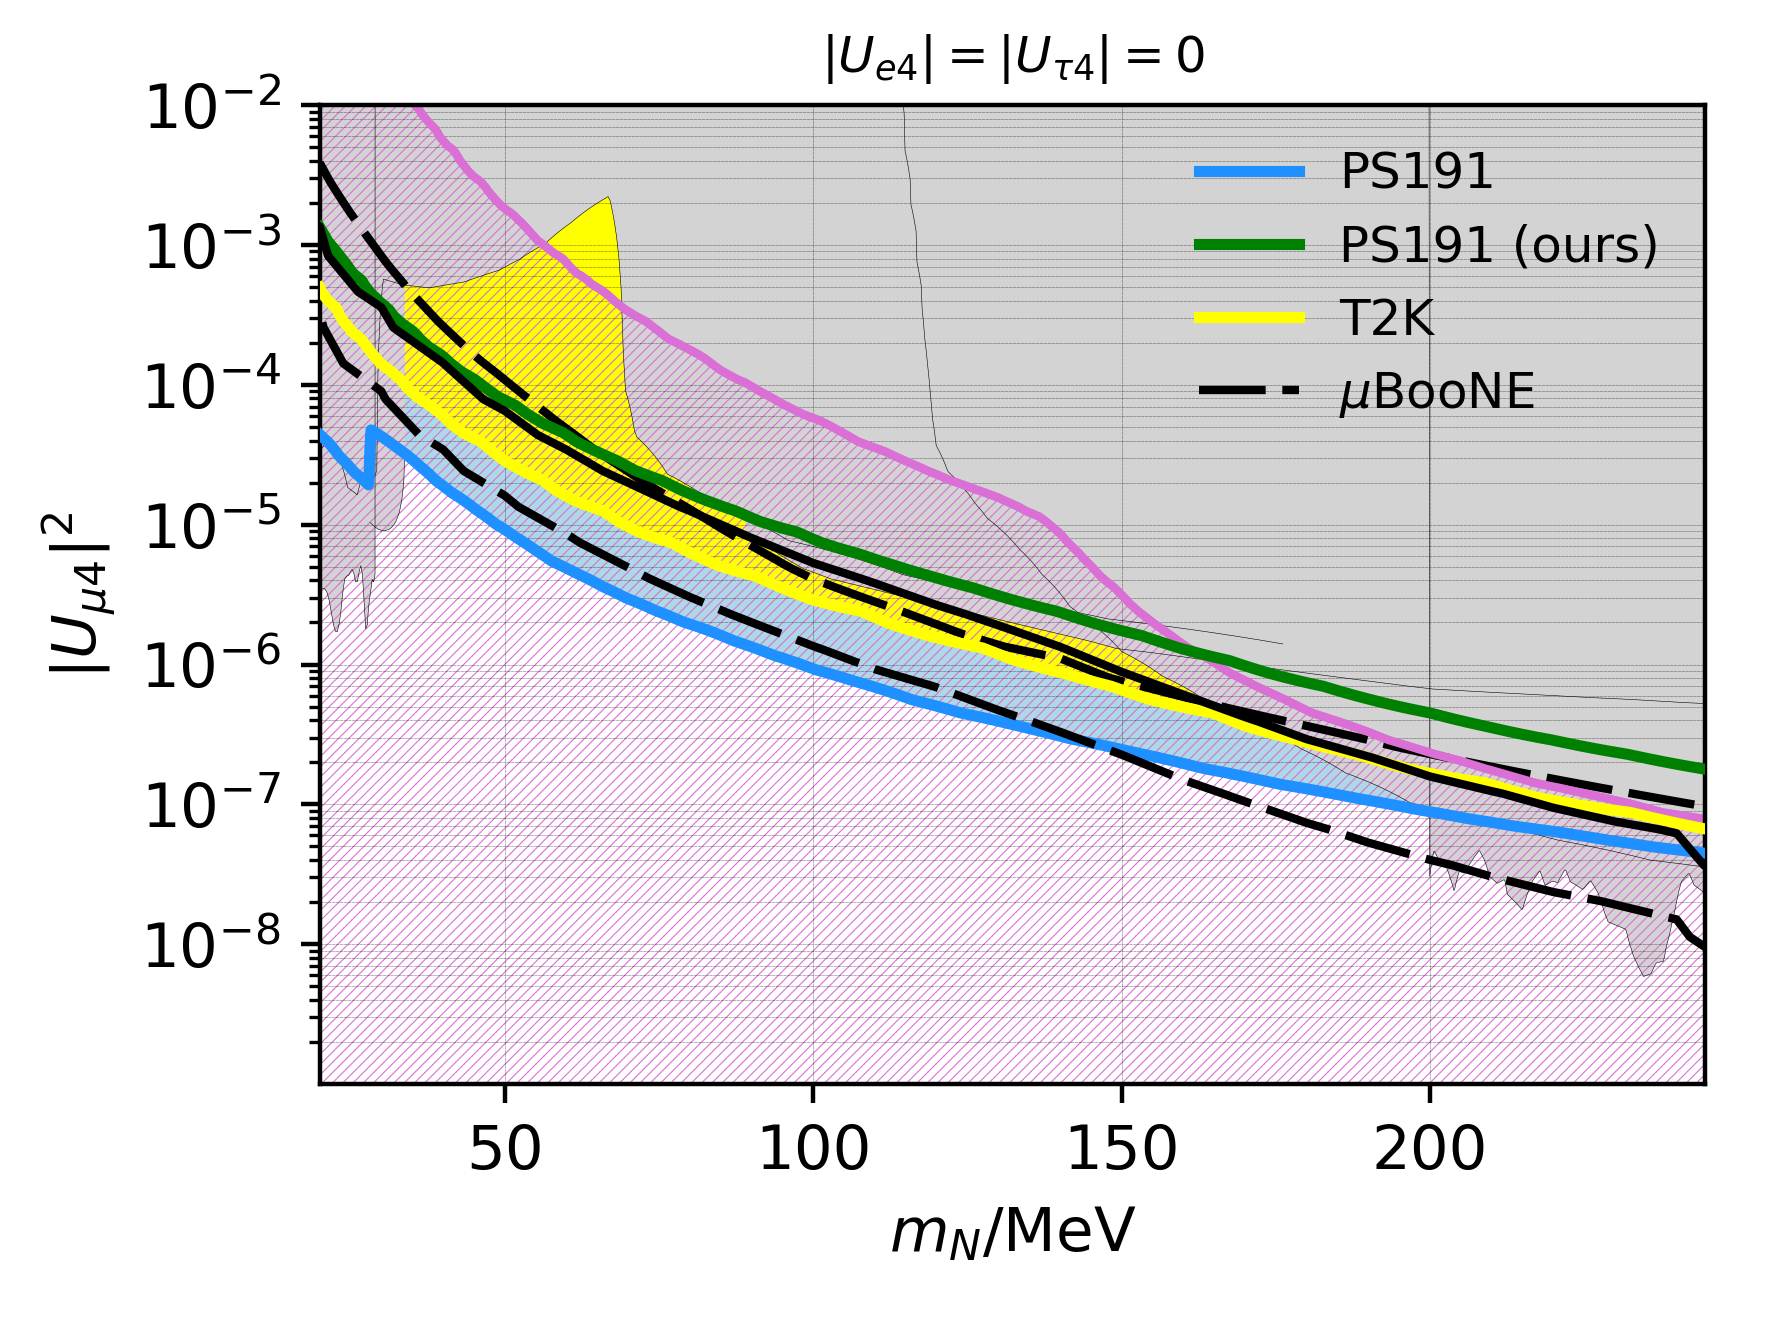 |U_{e4}| = |U_{τ4}| = 0
10^{-2}
10^{-3}
10^{-4}
10^{-5}
10^{-6}
10^{-7}
10^{-8}
|U_{μ4}|^2
PS191
PS191 (ours)
T2K
μBooNE
50 100 150 200
m_N/MeV